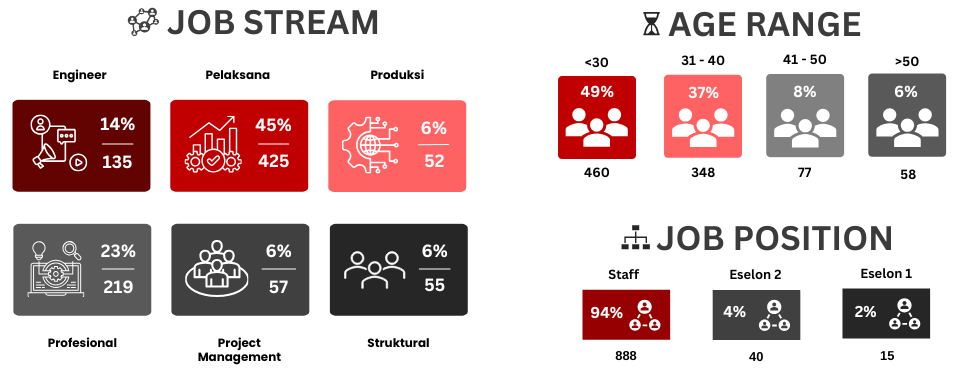 JOB STREAM
Engineer
Pelaksana
Produksi
14%
135
45%
425
6%
52
23%
219
6%
57
6%
55
Profesional
Project
Management
Struktural
AGE RANGE
<30
31 - 40
41 - 50
>50
49%
37%
8%
6%
460
348
77
58
JOB POSITION
Staff
Eselon 2
Eselon 1
94%
4%
2%
888
40
15